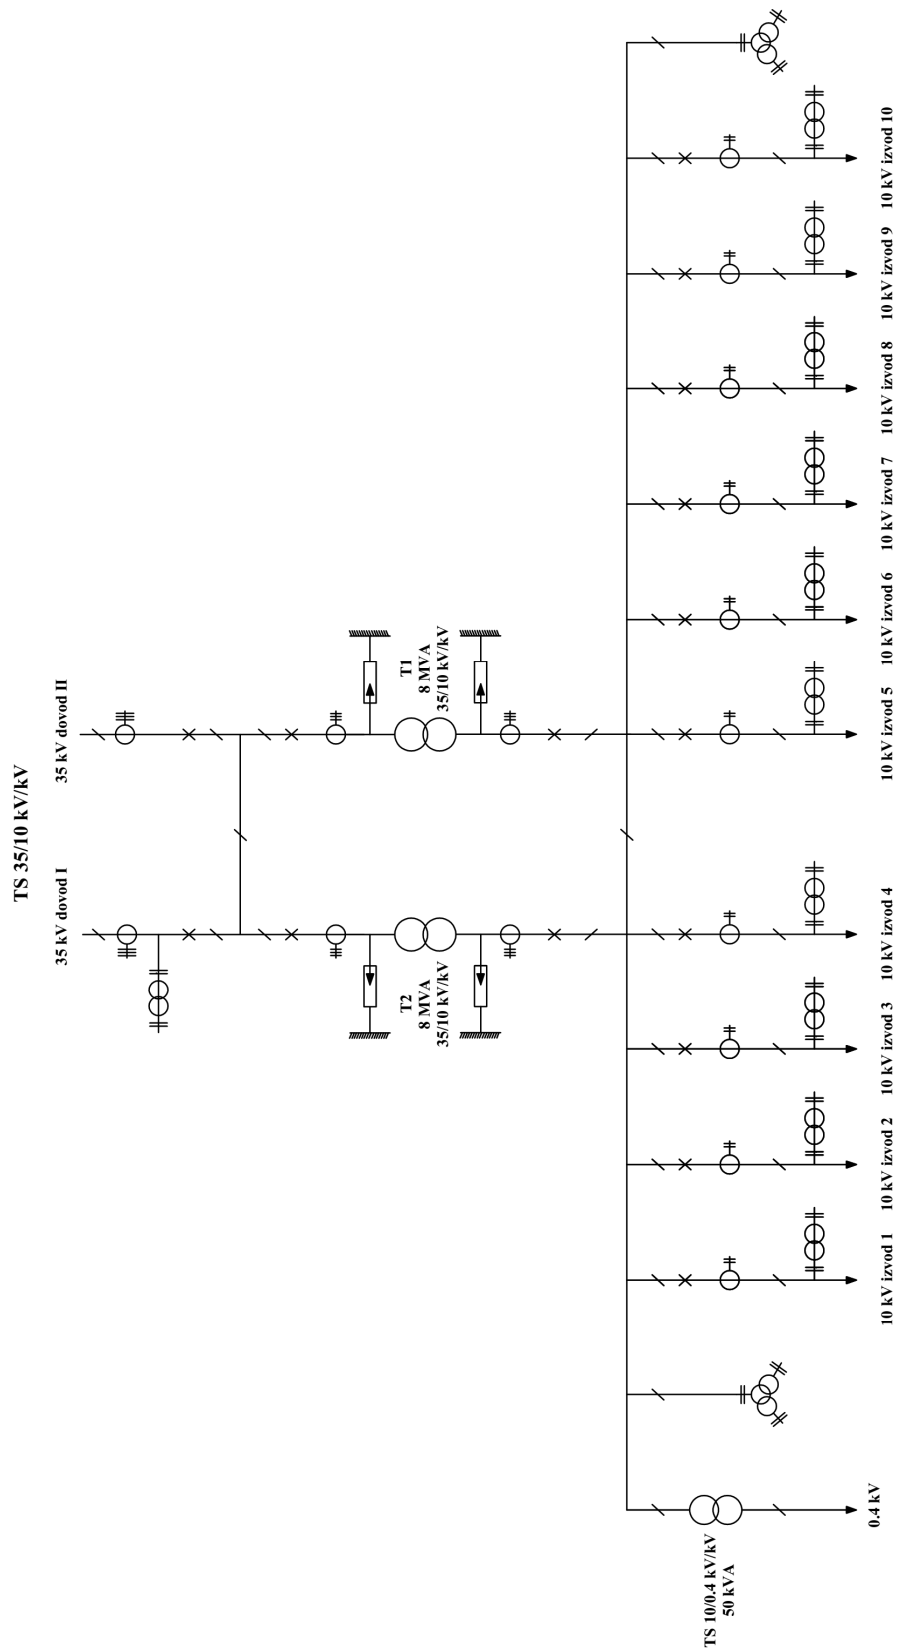 TS 35/10 kV/kV
35 kV dovod I
35 kV dovod II
T2
8 MVA
35/10 kV/kV
T1
8 MVA
35/10 kV/kV
TS 10/0.4 kV/kV
50 kVA
0.4 kV
10 kV izvod 1
10 kV izvod 2
10 kV izvod 3
10 kV izvod 4
10 kV izvod 5
10 kV izvod 6
10 kV izvod 7
10 kV izvod 8
10 kV izvod 9
10 kV izvod 10